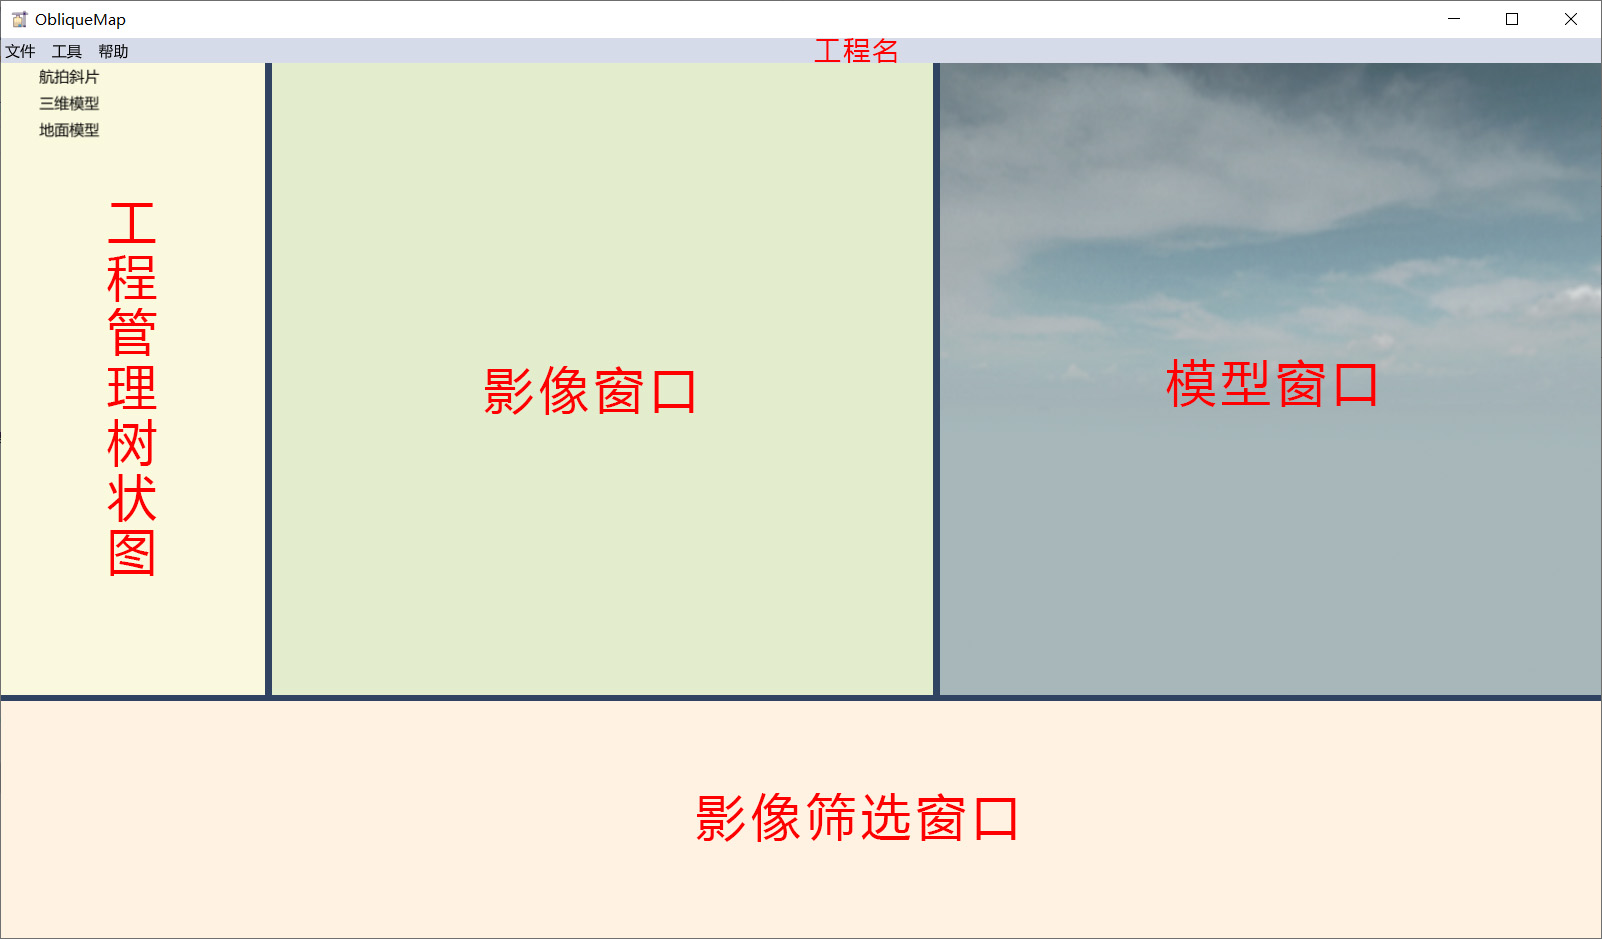 ObliqueMap
文件 工具 帮助
工程名
航拍斜片
三维模型
地面模型
工程管理树状图
影像窗口
模型窗口
影像筛选窗口